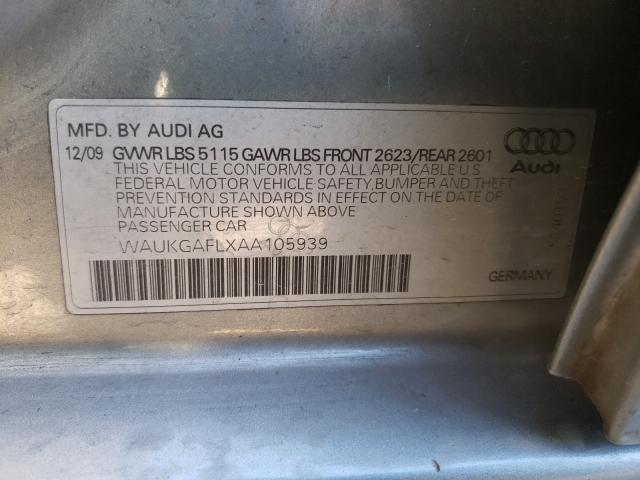 MFD. BY AUDI AG
12/09 GVWR LBS 5115 GAWR LBS FRONT 2623/REAR 2601
THIS VEHICLE CONFORMS TO ALL APPLICABLE U.S
FEDERAL MOTOR VEHICLE SAFETY,BUMPER AND THEFT
PREVENTION STANDARDS IN EFFECT ON THE DATE OF
MANUFACTURE SHOWN ABOVE
PASSENGER CAR
WAUKGAFLXAA105939
Audi
GERMANY